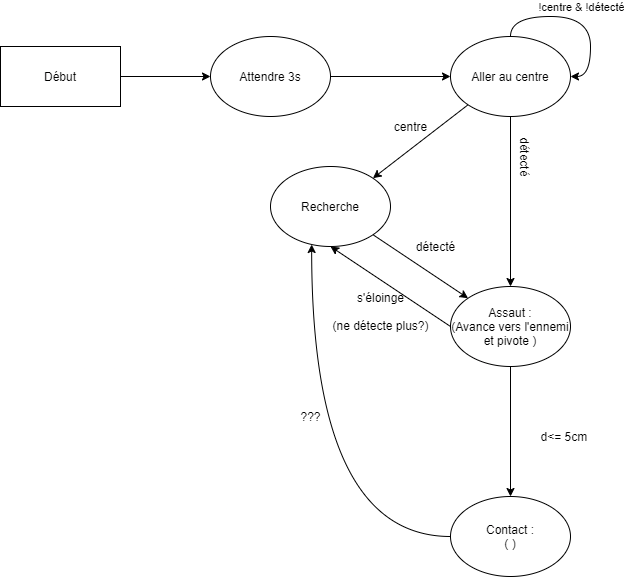 !centre & !détecté
Début
Attendre 3s
Aller au centre
centre
détecté
Recherche
détecté
s'éloinge
(ne détecte plus?)
Assaut :
(Avance vers l'ennemi
et pivote )
???
d<= 5cm
Contact :
( )